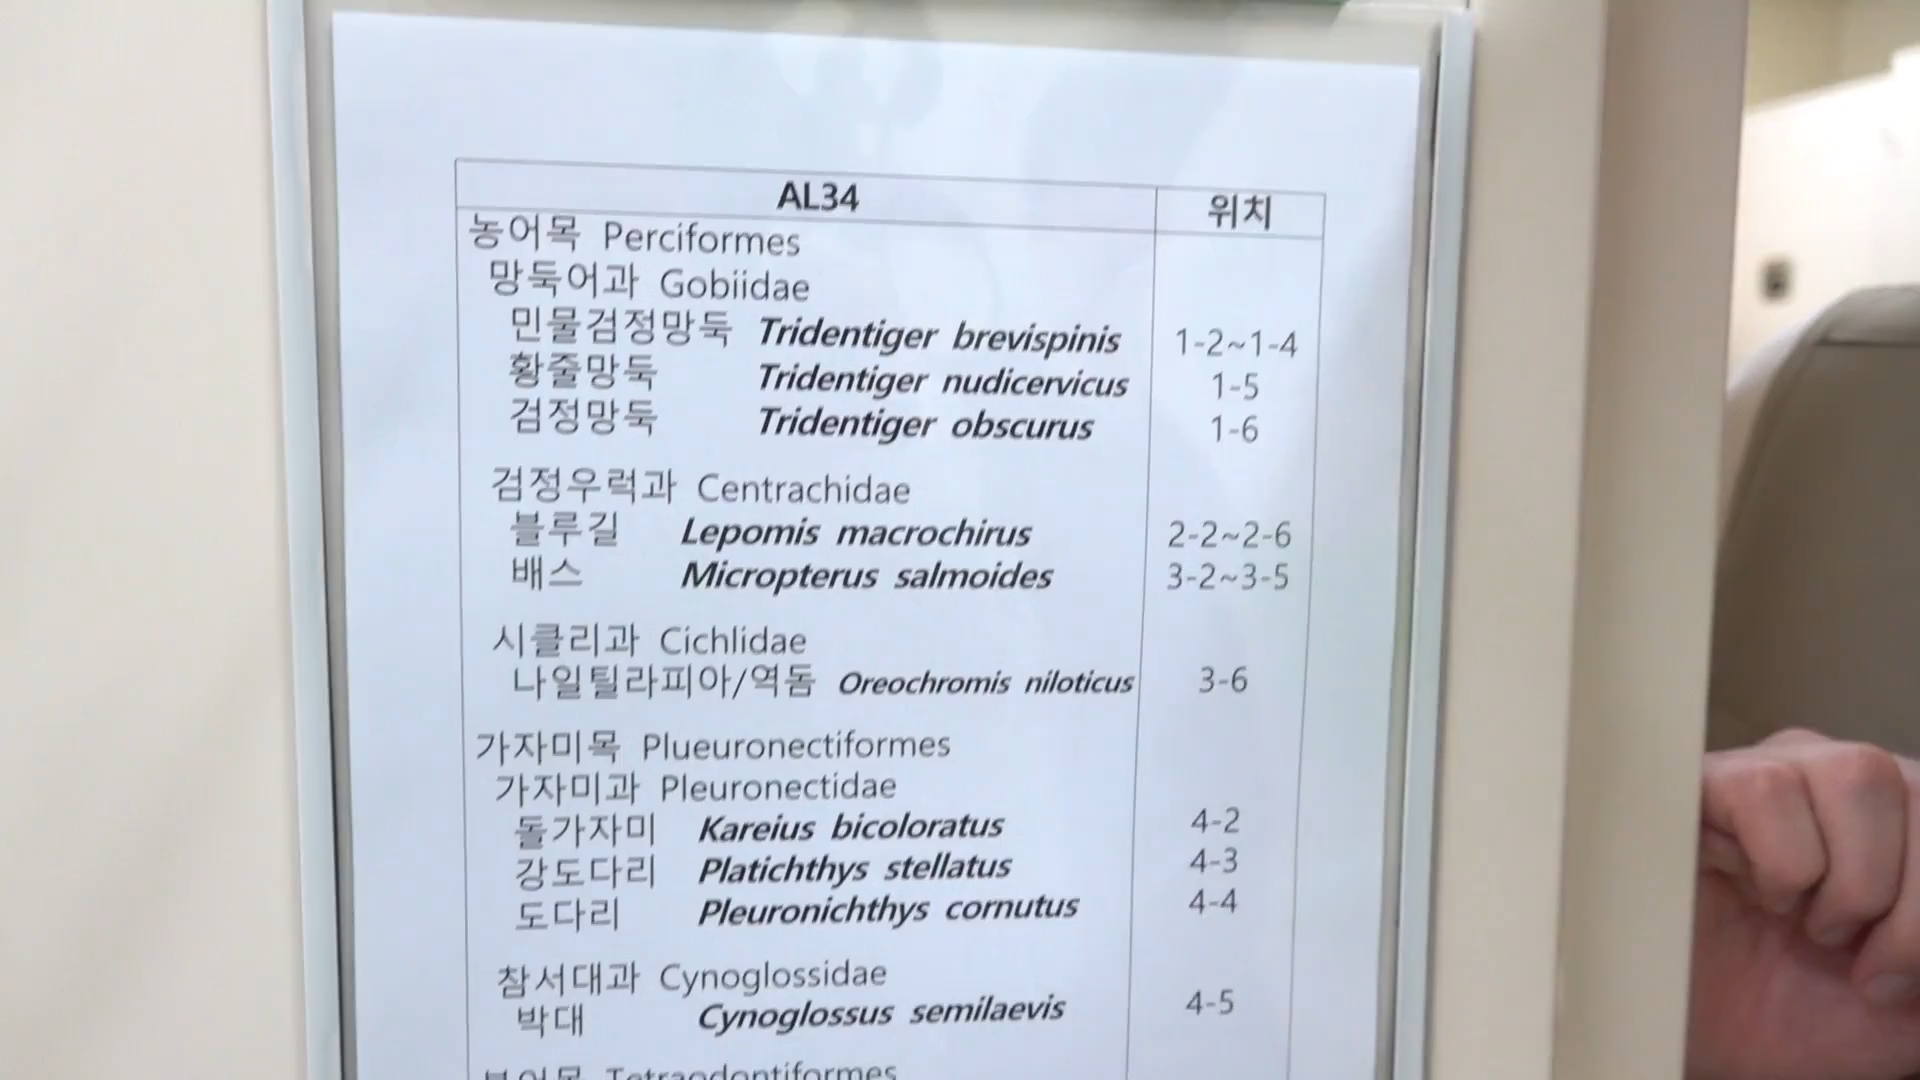 AL34 위치
농어목 Perciformes
망둑어과 Gobiidae
민물검정망둑 Tridentiger brevispinis 1-2~1-4
황줄망둑 Tridentiger nudicervicus 1-5
검정망둑 Tridentiger obscurus 1-6
검정우럭과 Centrachidae
블루길 Lepomis macrochirus 2-2~2-6
배스 Micropterus salmoides 3-2~3-5
시클리과 Cichlidae
나일틸라피아/역돔 Oreochromis niloticus 3-6
가자미목 Plueuronectiformes
가자미과 Pleuronectidae
돌가자미 Kareius bicoloratus 4-2
강도다리 Platichthys stellatus 4-3
도다리 Pleuronichthys cornutus 4-4
참서대과 Cynoglossidae
박대 Cynoglossus semilaevis 4-5
Tetraodontiformes